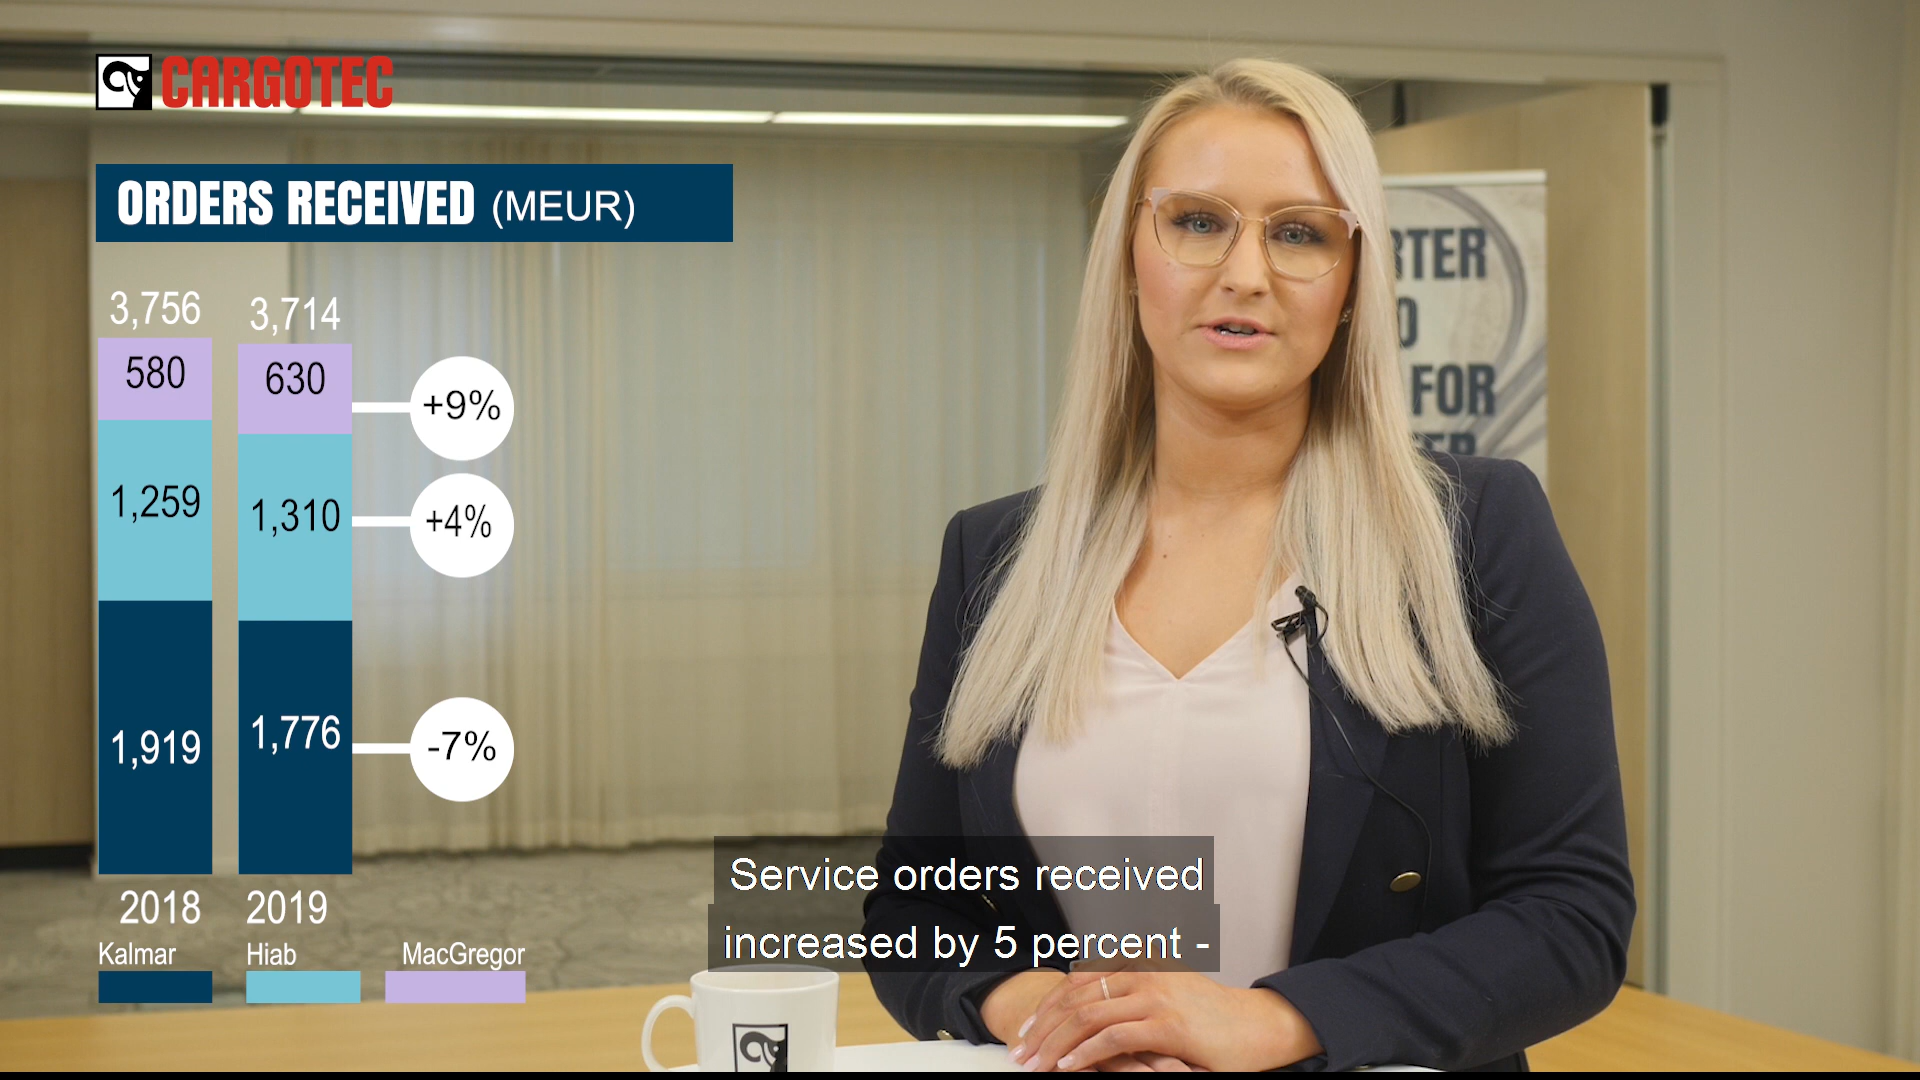 CARGOTEC
ORDERS RECEIVED (MEUR)
3,756 3,714
580 630 +9%
1,259 1,310 +4%
1,919 1,776 -7%
2018 2019
Kalmar Hiab MacGregor
RTER
O
FOR
Service orders received
increased by 5 percent -